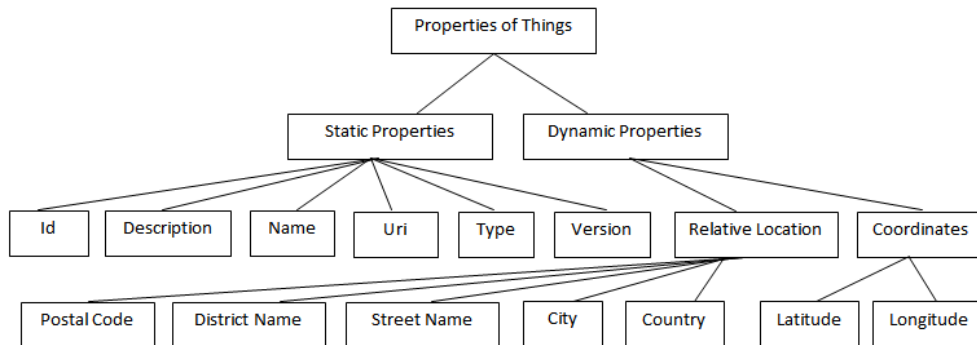 Properties of Things
Static Properties
Dynamic Properties
Id
Description
Name
Uri
Type
Version
Relative Location
Coordinates
Postal Code
District Name
Street Name
City
Country
Latitude
Longitude